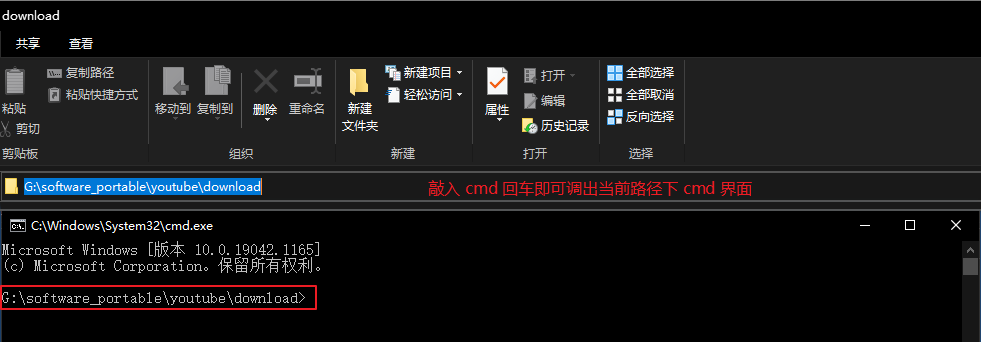 download
共享 查看
复制路径 新建项目 打开 全部选择
粘贴快捷方式 轻松访问 编辑 全部取消
粘贴 移动到 复制到 删除 重命名 新建 属性 历史记录 反向选择
剪切 文件夹
剪贴板 组织 新建 打开 选择
G:\software_portable\youtube\download 敲入 cmd 回车即可调出当前路径下 cmd 界面
C:\Windows\System32\cmd.exe
Microsoft Windows [版本 10.0.19042.1165]
(c) Microsoft Corporation。保留所有权利。
G:\software_portable\youtube\download>